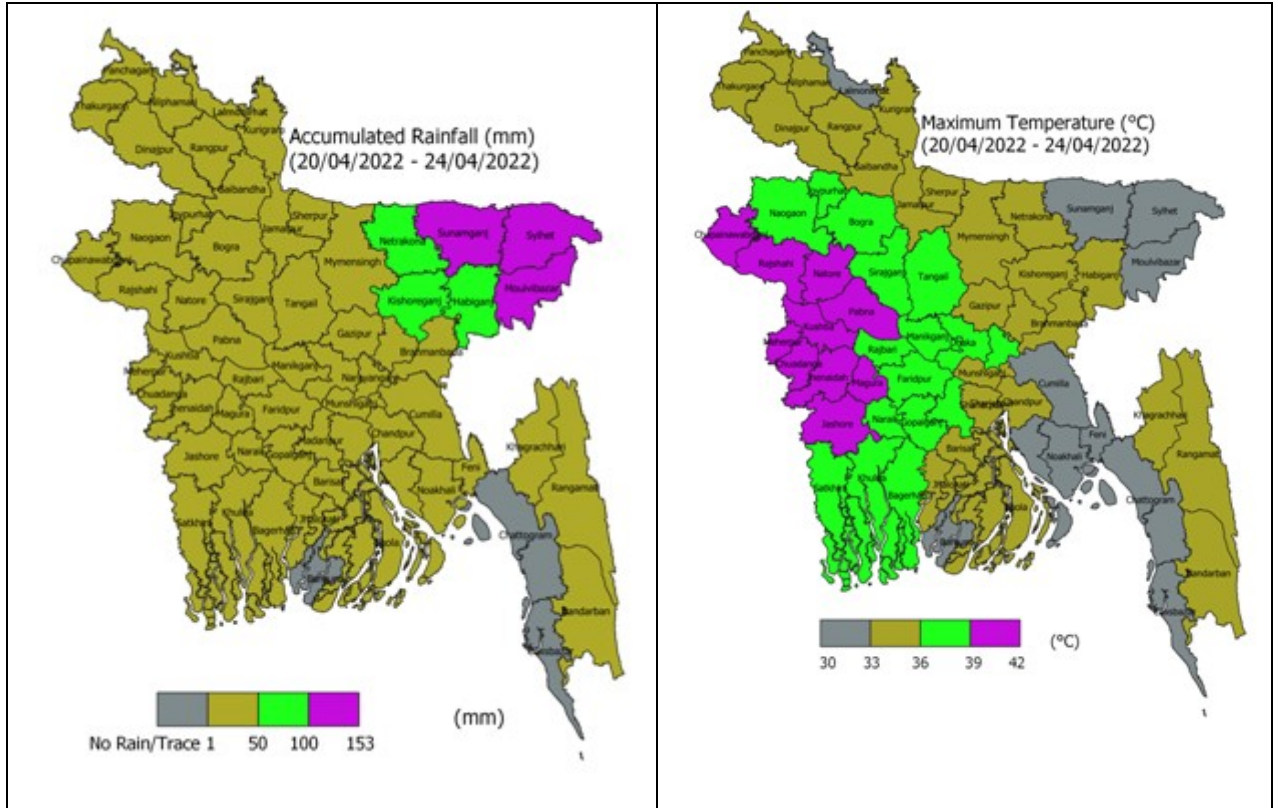 Panchagarh
Thakurgaon
Nilphamari
Lalmonirhat
Kurigram
Dinajpur
Rangpur
Gaibandha
Accumulated Rainfall (mm)
(20/04/2022 - 24/04/2022)
Joypurhat
Sherpur
Jamalpur
Naogaon
Bogra
Netrakona
Sunamganj
Sylhet
Mymensingh
Chapainawabganj
Rajshahi
Natore
Sirajganj
Tangail
Kishoreganj
Habiganj
Moulvibazar
Pabna
Gazipur
Brahmanbaria
Kushtia
Meherpur
Manikganj
Narayanganj
Chuadanga
Rajbari
Jhenaidah
Magura
Faridpur
Munshiganj
Cumilla
Madaripur
Chandpur
Khagrachhari
Jashore
Narail
Gopalganj
Feni
Rangamati
Barisal
Noakhali
Satkhira
Khulna
Bagerhat
Jhalokati
Bhola
Chattogram
Barguna
Bandarban
(mm)
No Rain/Trace 1 50 100 153
Panchagarh
Thakurgaon
Nilphamari
Lalmonirhat
Kurigram
Dinajpur
Rangpur
Gaibandha
Maximum Temperature (°C)
(20/04/2022 - 24/04/2022)
Joypurhat
Sherpur
Jamalpur
Naogaon
Bogra
Netrakona
Sunamganj
Sylhet
Mymensingh
Chapainawabganj
Rajshahi
Natore
Sirajganj
Tangail
Kishoreganj
Habiganj
Moulvibazar
Pabna
Gazipur
Brahmanbaria
Kushtia
Meherpur
Manikganj
Dhaka
Chuadanga
Rajbari
Jhenaidah
Magura
Faridpur
Munshiganj
Cumilla
Chandpur
Khagrachhari
Jashore
Narail
Gopalganj
Feni
Rangamati
Barisal
Noakhali
Satkhira
Khulna
Bagerhat
Jhalokati
Bhola
Chattogram
Bandarban
(°C)
30 33 36 39 42